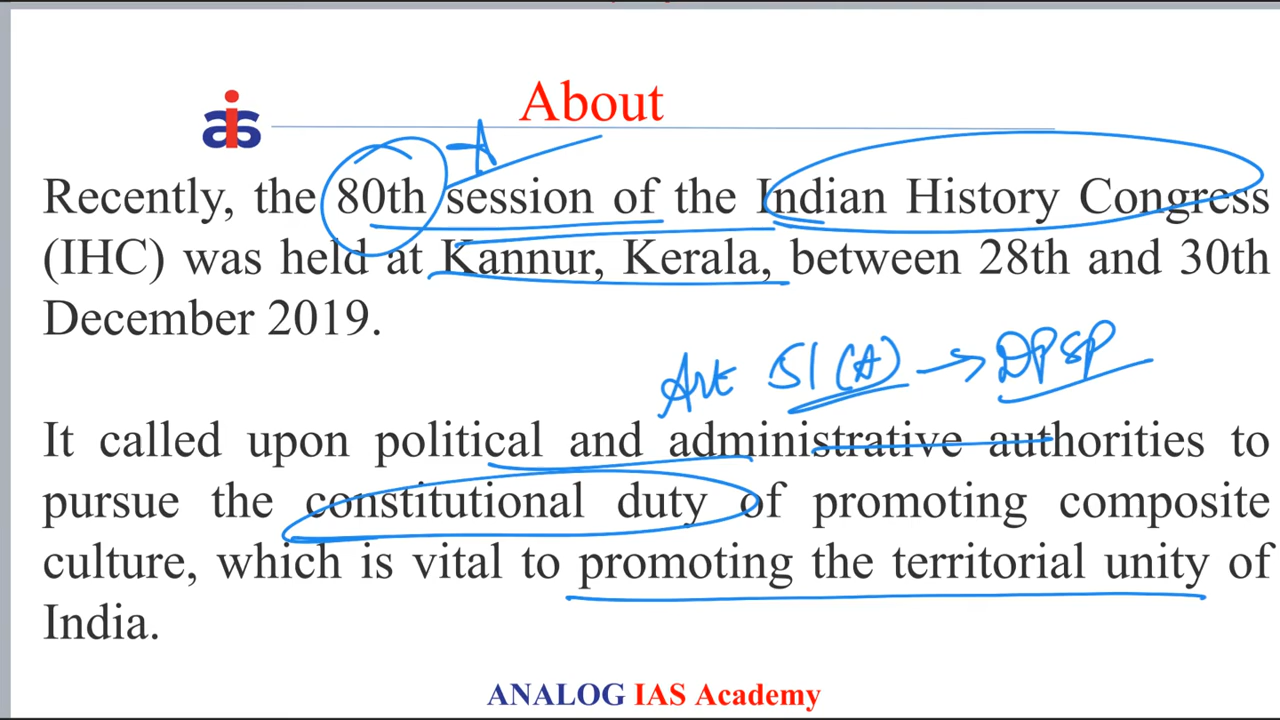 About
A
Recently, the 80th session of the Indian History Congress
(IHC) was held at Kannur, Kerala, between 28th and 30th
December 2019.
Art 51(A) → DPSP
It called upon political and administrative authorities to
pursue the constitutional duty of promoting composite
culture, which is vital to promoting the territorial unity of
India.
ANALOG IAS Academy